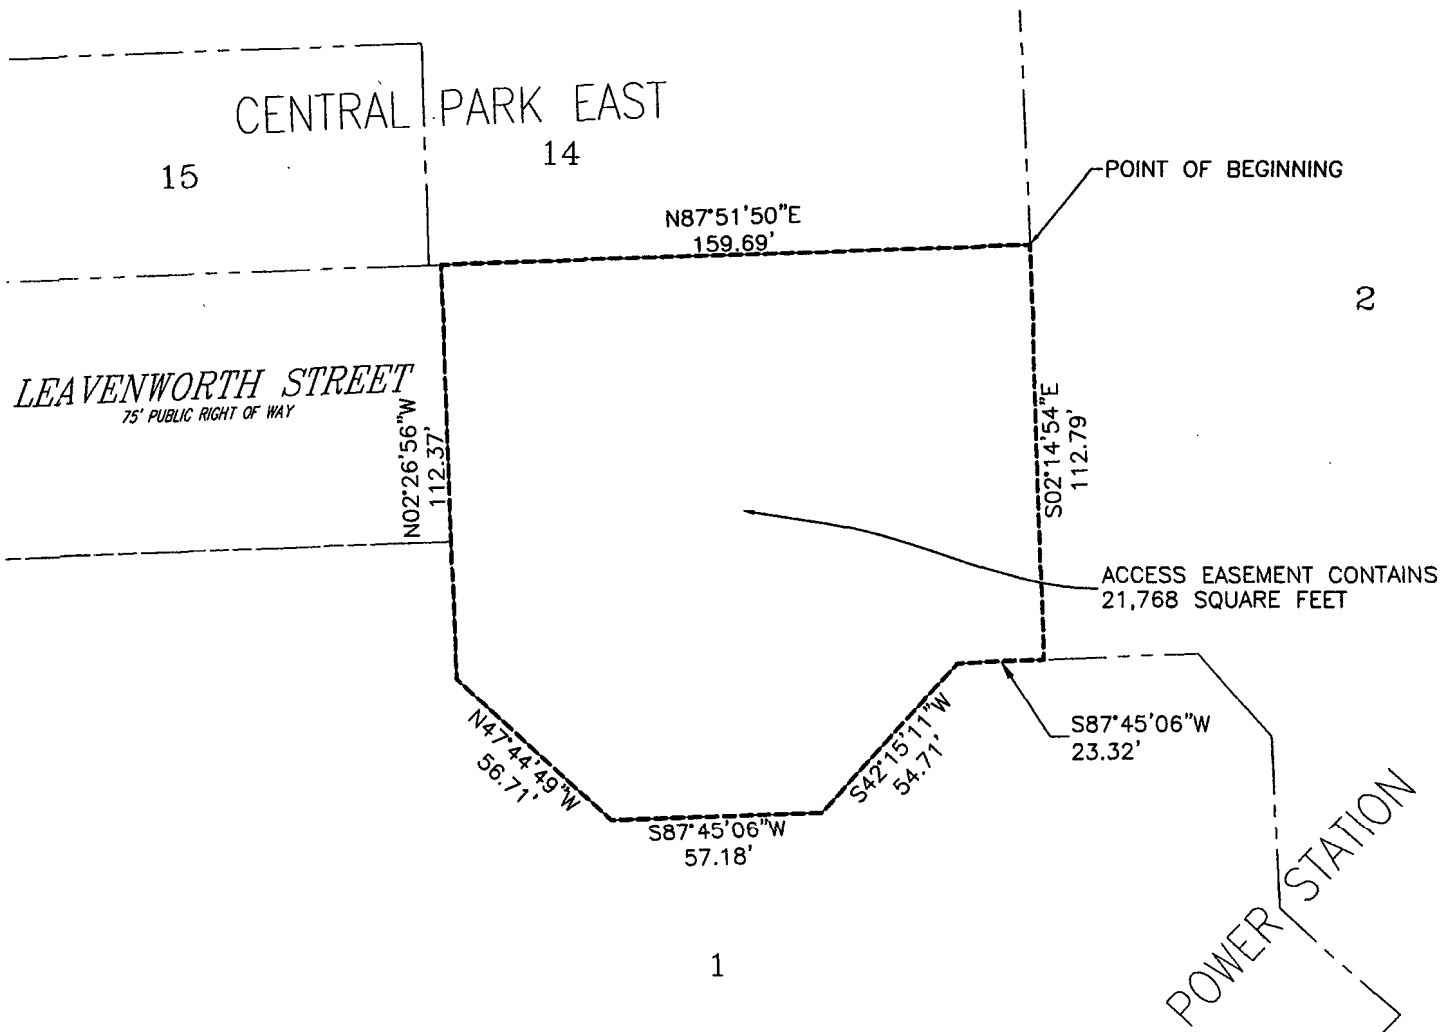 CENTRAL PARK EAST
15
14
POINT OF BEGINNING
N87°51'50"E
159.69'
2
LEAVENWORTH STREET
75' PUBLIC RIGHT OF WAY
N02°26'56"W
112.37'
S02°14'54"E
112.79'
ACCESS EASEMENT CONTAINS
21,768 SQUARE FEET
N47°44'49"W
56.71'
S42°15'11"W
54.71'
S87°45'06"W
23.32'
S87°45'06"W
57.18'
POWER STATION
1